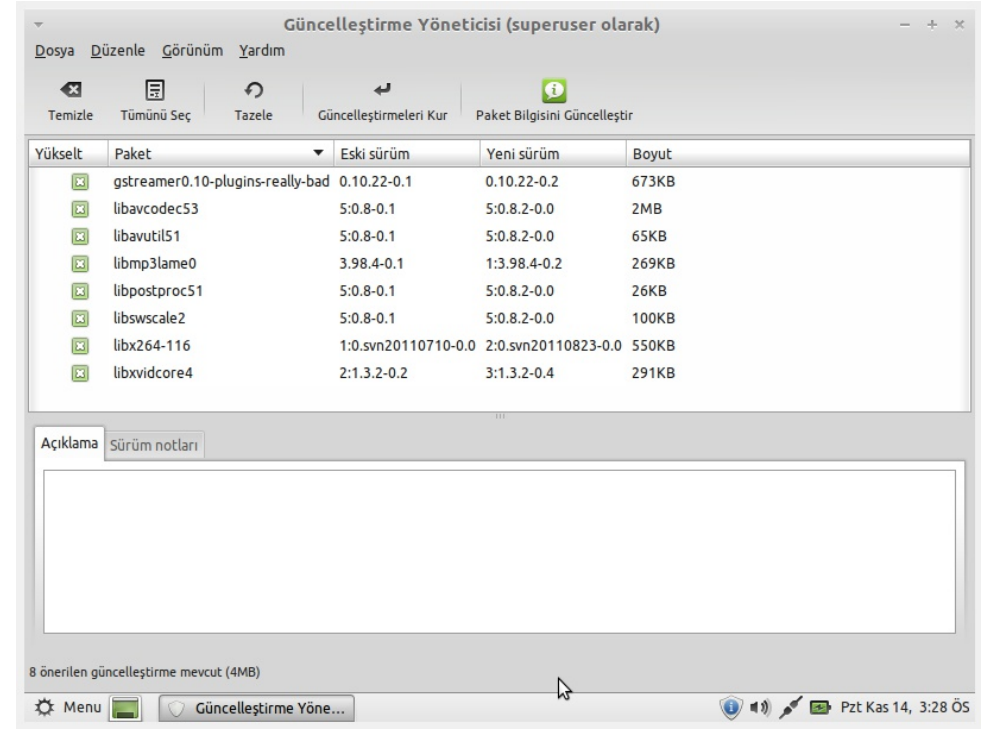 Güncelleştirme Yöneticisi (superuser olarak)
Dosya Düzenle Görünüm Yardım
Temizle Tümünü Seç Tazele Güncelleştirmeleri Kur Paket Bilgisini Güncelleştir
Yükselt Paket Eski sürüm Yeni sürüm Boyut
gstreamer0.10-plugins-really-bad 0.10.22-0.1 0.10.22-0.2 673KB
libavcodec53 5:0.8-0.1 5:0.8.2-0.0 2MB
libavutil51 5:0.8-0.1 5:0.8.2-0.0 65KB
libmp3lame0 3.98.4-0.1 1:3.98.4-0.2 269KB
libpostproc51 5:0.8-0.1 5:0.8.2-0.0 26KB
libswscale2 5:0.8-0.1 5:0.8.2-0.0 100KB
libx264-116 1:0.svn20110710-0.0 2:0.svn20110823-0.0 550KB
libxvidcore4 2:1.3.2-0.2 3:1.3.2-0.4 291KB
Açıklama Sürüm notları
8 önerilen güncelleştirme mevcut (4MB)
Menu Güncelleştirme Yöne... Pzt Kas 14, 3:28 ÖS